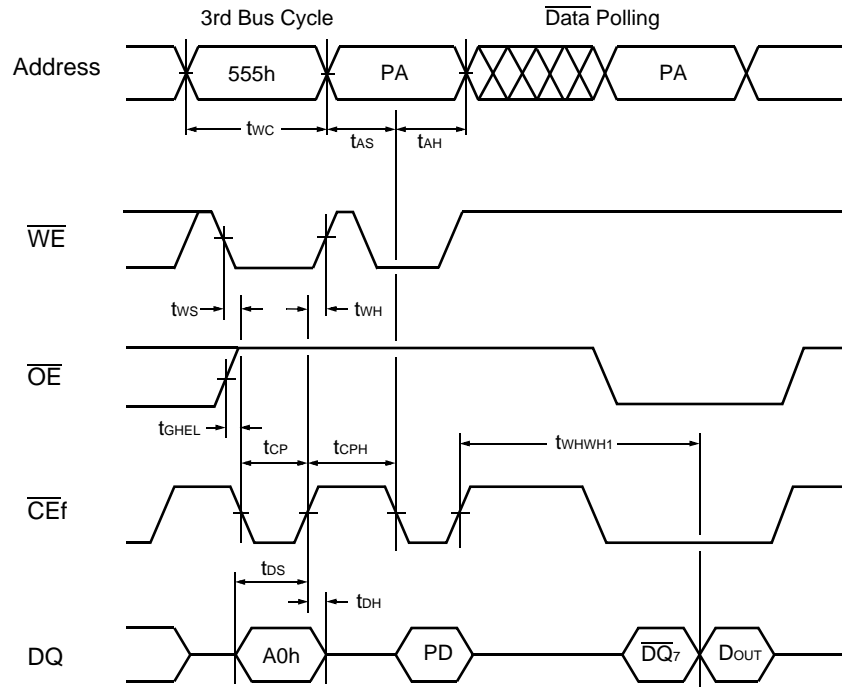 3rd Bus Cycle
Data Polling
Address
555h
PA
PA
tWC
tAS
tAH
WE
tWS
tWH
OE
tGHEL
tCP
tCPH
tWHWH1
CEf
tDS
tDH
DQ
A0h
PD
DQ7
DOUT